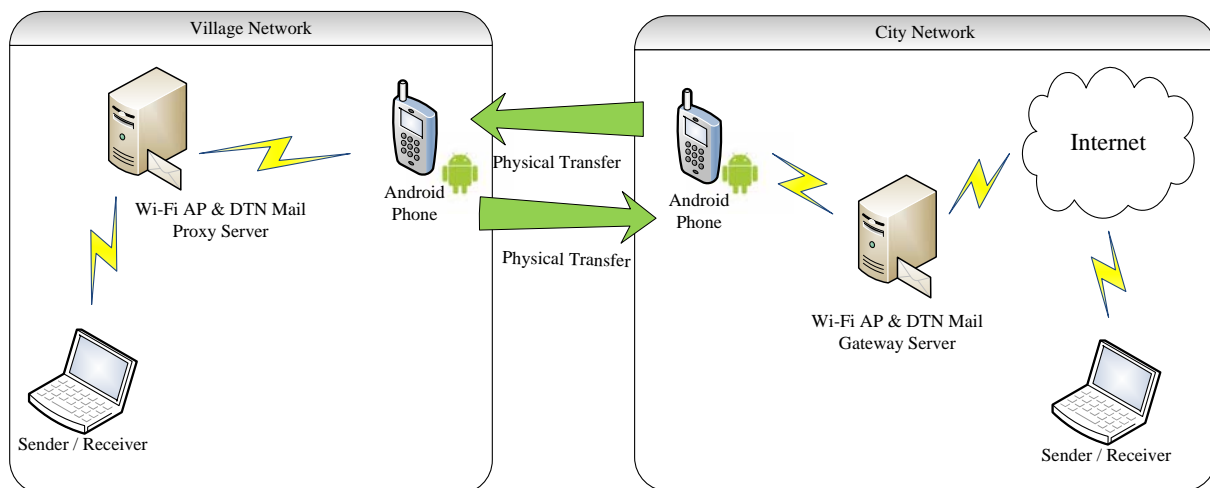 Village Network
City Network
Physical Transfer
Android
Phone
Wi-Fi AP & DTN Mail
Proxy Server
Physical Transfer
Sender / Receiver
Android
Phone
Internet
Wi-Fi AP & DTN Mail
Gateway Server
Sender / Receiver